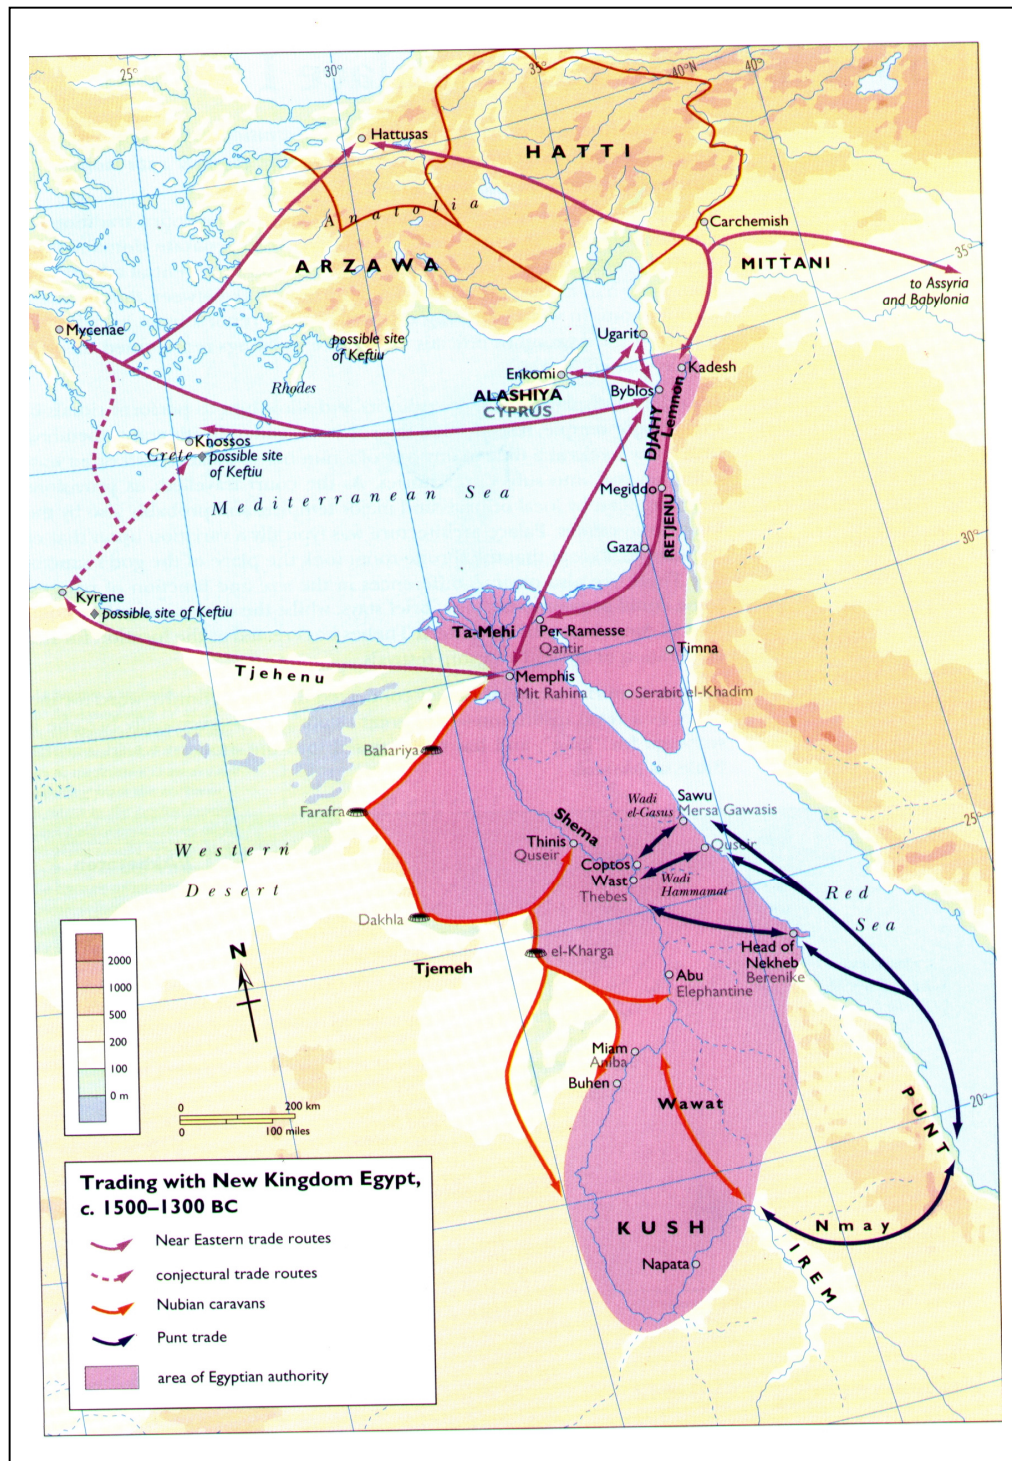 25°
30°
35°
40°N
40°
Hattusas
HATTI
Anatolia
Carchemish
ARZAWA
MITTANI
35°
to Assyria
and Babylonia
Mycenae
possible site
of Keftiu
Ugarit
Enkomi
Kadesh
Rhodes
ALASHIYA
CYPRUS
Byblos
DJAHY
Lemnon
Knossos
Crete
possible site
of Keftiu
Mediterranean Sea
Megiddo
RETJENU
Gaza
30°
Kyrene
possible site of Keftiu
Ta-Mehi
Per-Ramesse
Qantir
Timna
Tjehenu
Memphis
Mit Rahina
Serabit el-Khadim
Bahariya
Farafra
Wadi
el-Gasus
Sawu
Mersa Gawasis
25°
Shema
Western
Desert
Thinis
Quseir
Quseir
Coptos
Wast
Thebes
Wadi
Hammamat
Red
Sea
Dakhla
Head of
Nekheb
Berenike
el-Kharga
Tjemeh
Abu
Elephantine
N
2000
1000
500
200
100
0 m
Miam
Aniba
Buhen
Wawat
PUNT
20°
0 200 km
0 100 miles
KUSH
Nmay
IREM
Napata
Trading with New Kingdom Egypt,
c. 1500–1300 BC
Near Eastern trade routes
conjectural trade routes
Nubian caravans
Punt trade
area of Egyptian authority